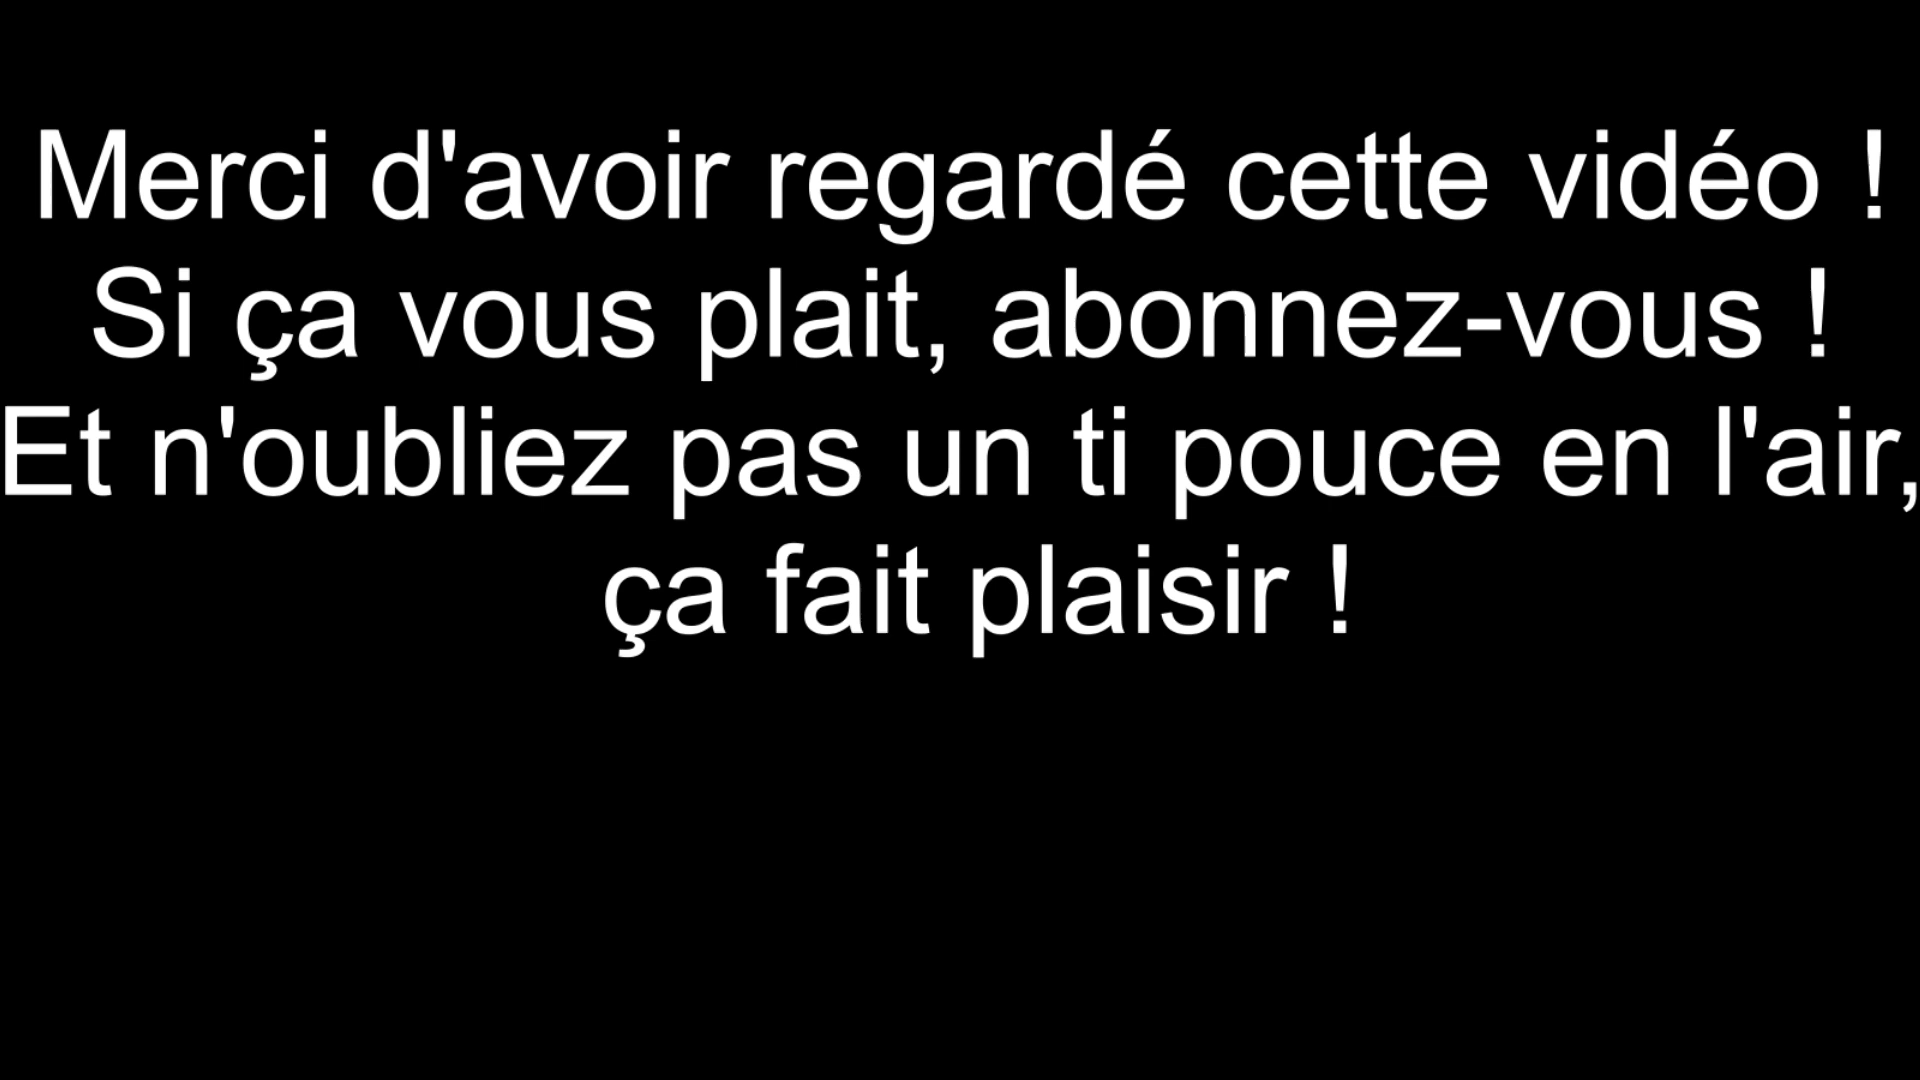 Merci d'avoir regardé cette vidéo !
Si ça vous plait, abonnez-vous !
Et n'oubliez pas un ti pouce en l'air,
ça fait plaisir !